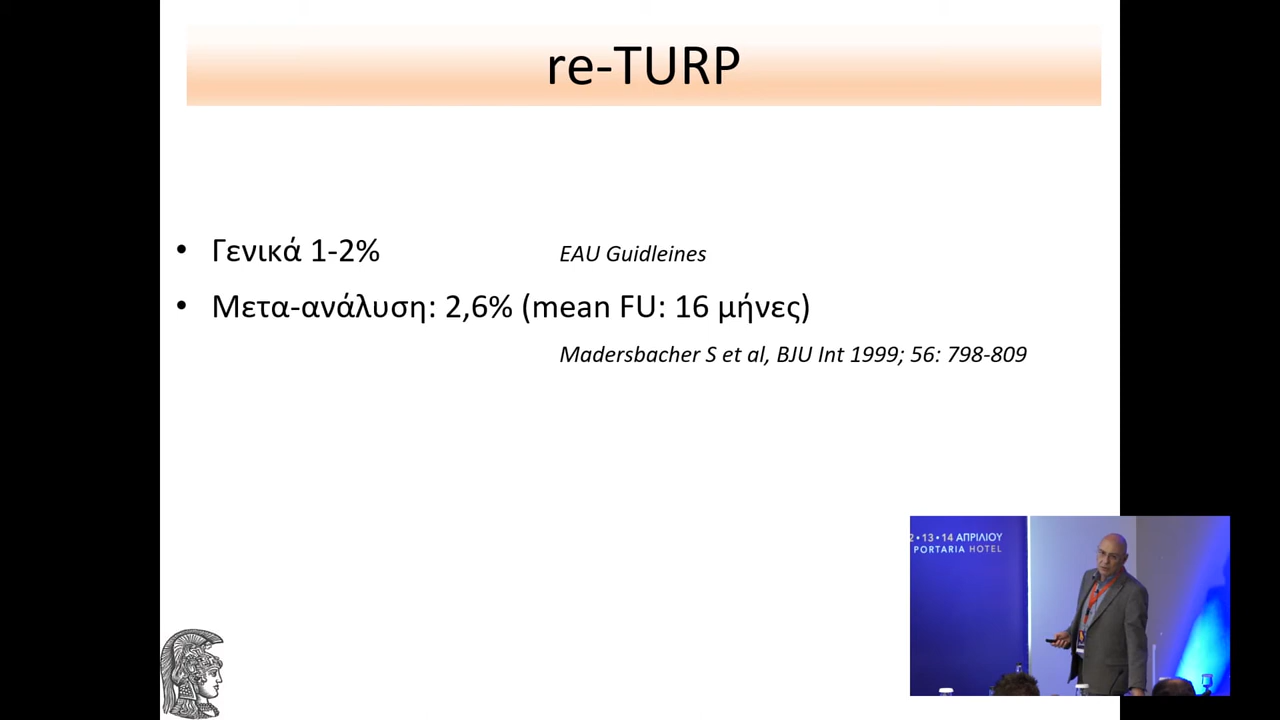 re-TURP
• Γενικά 1-2% EAU Guidleines
• Μετα-ανάλυση: 2,6% (mean FU: 16 μήνες)
Madersbacher S et al, BJU Int 1999; 56: 798-809
2•13•14 ΑΠΡΙΛΙΟΥ
PORTARIA HOTEL